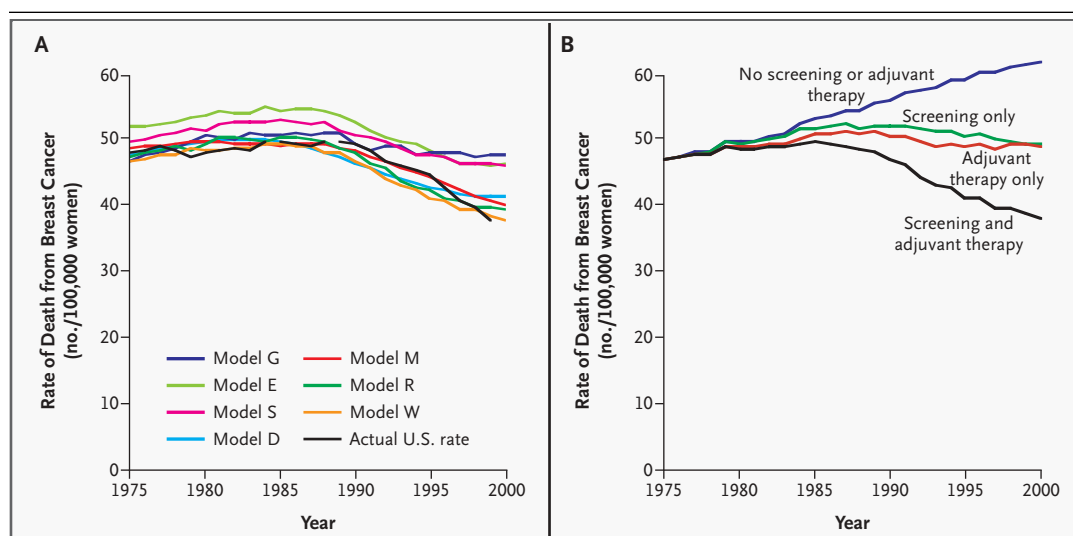 A
Rate of Death from Breast Cancer
(no./100,000 women)
60
50
40
30
20
10
0
Model G
Model E
Model S
Model D
Model M
Model R
Model W
Actual U.S. rate
1975
1980
1985
1990
1995
2000
Year
B
Rate of Death from Breast Cancer
(no./100,000 women)
60
50
40
30
20
10
0
No screening or adjuvant
therapy
Screening only
Adjuvant
therapy only
Screening and
adjuvant therapy
1975
1980
1985
1990
1995
2000
Year